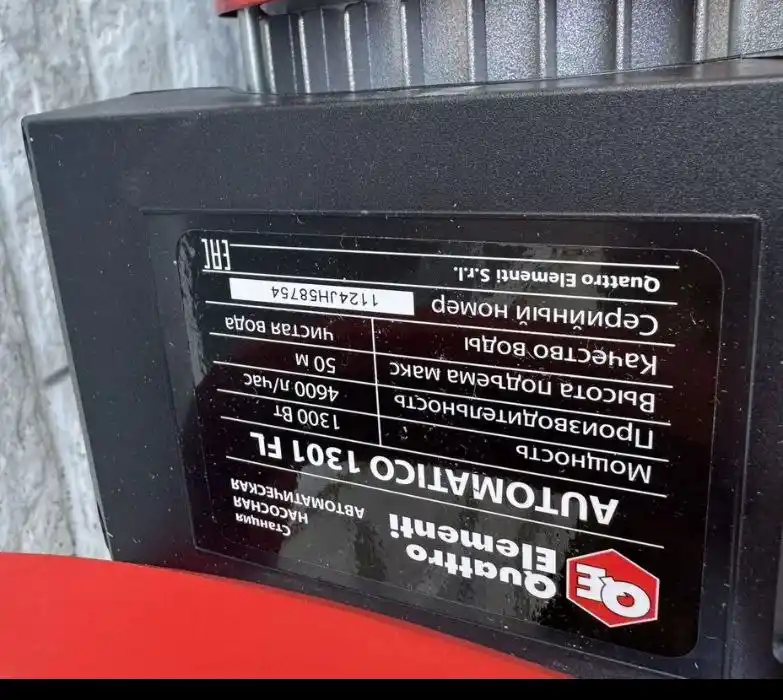 QE
Quattro
Elementi
Станция
НАСОСНАЯ
АВТОМАТИЧЕСКАЯ
AUTOMATICO 1301 FL
Мощность 1300 Вт
Производительность 4600 л/час
Высота подъема макс 50 м
Качество воды чистая вода
Серийный номер 1124JH58754
Quattro Elementi S.r.l. EAC